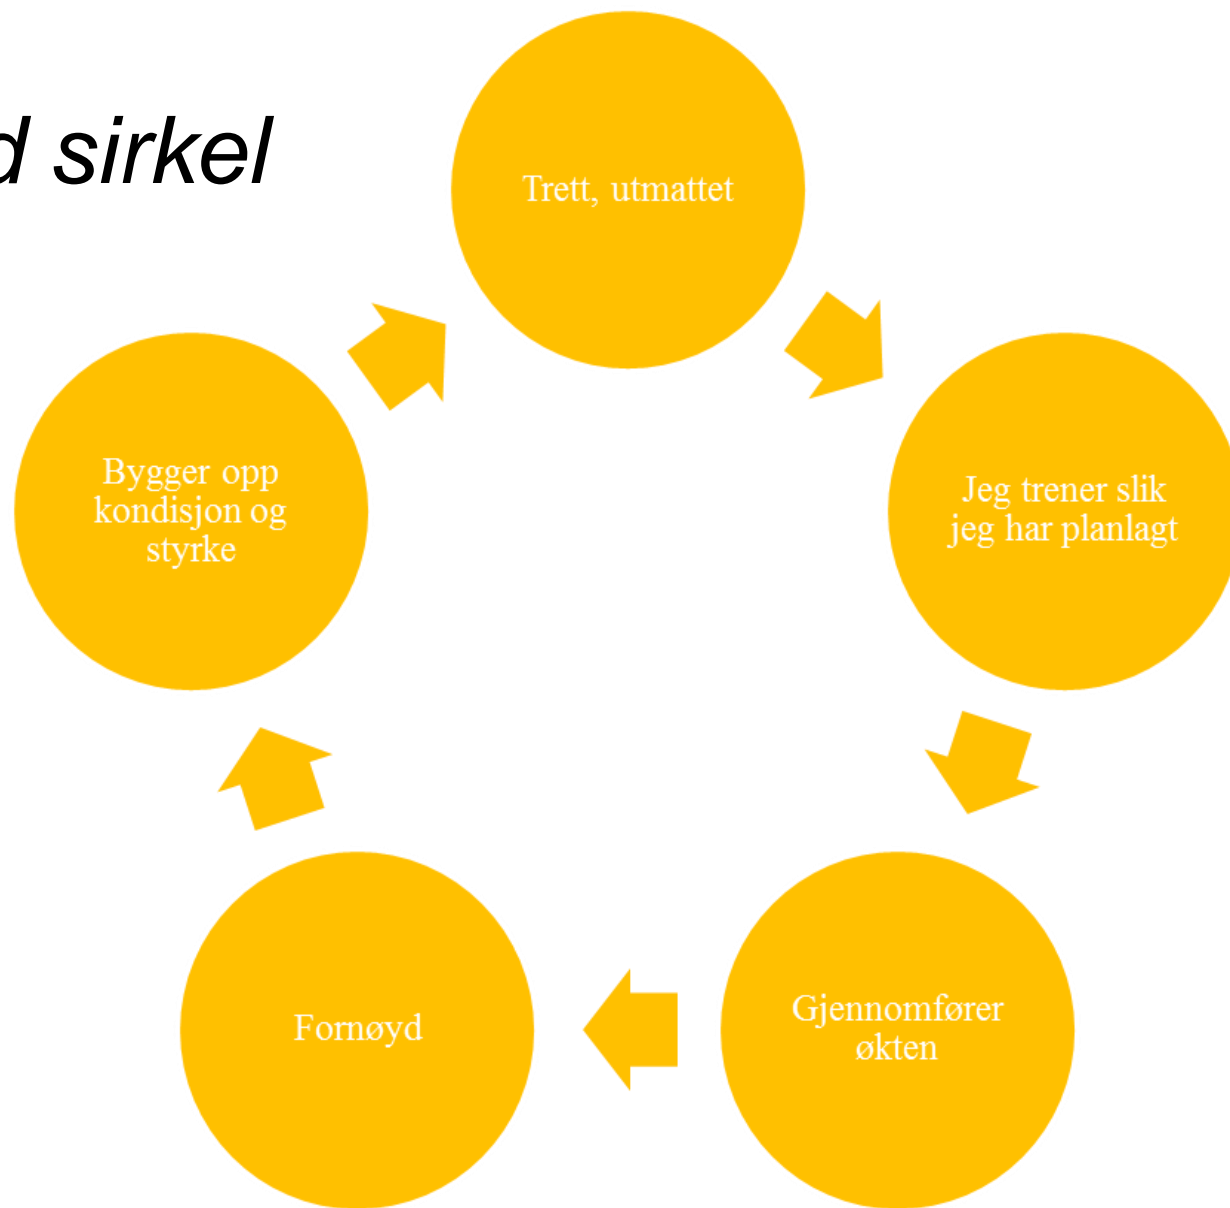 d sirkel
Trett, utmattet
Jeg trener slik
jeg har planlagt
Gjennomfører
økten
Fornøyd
Bygger opp
kondisjon og
styrke